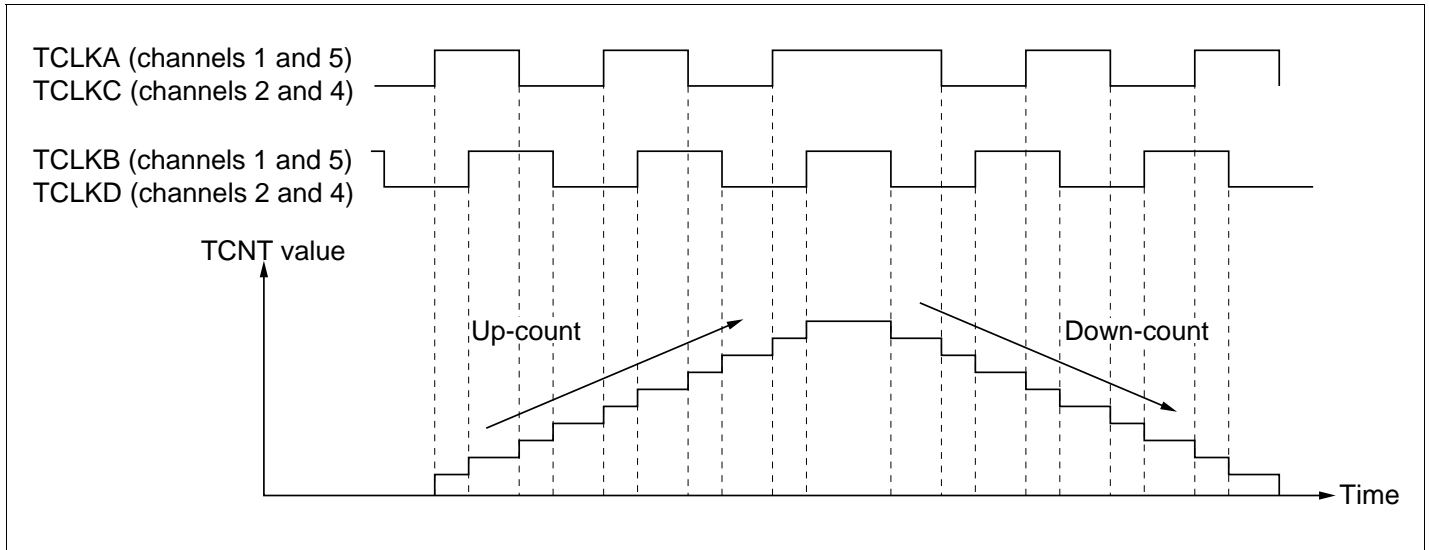 TCLKA (channels 1 and 5)
TCLKC (channels 2 and 4)
TCLKB (channels 1 and 5)
TCLKD (channels 2 and 4)
TCNT value
Up-count
Down-count
Time